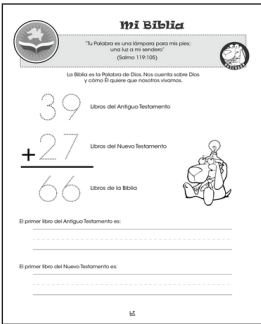 Mi Biblia
"Tu Palabra es una lámpara para mis pies;
una luz a mi sendero"
(Salmo 119:105)
La Biblia es la Palabra de Dios. Nos cuenta sobre Dios
y cómo Él quiere que nosotros vivamos.
39 Libros del Antiguo Testamento
+ 27 Libros del Nuevo Testamento
66 Libros de la Biblia
El primer libro del Antiguo Testamento es:
El primer libro del Nuevo Testamento es: